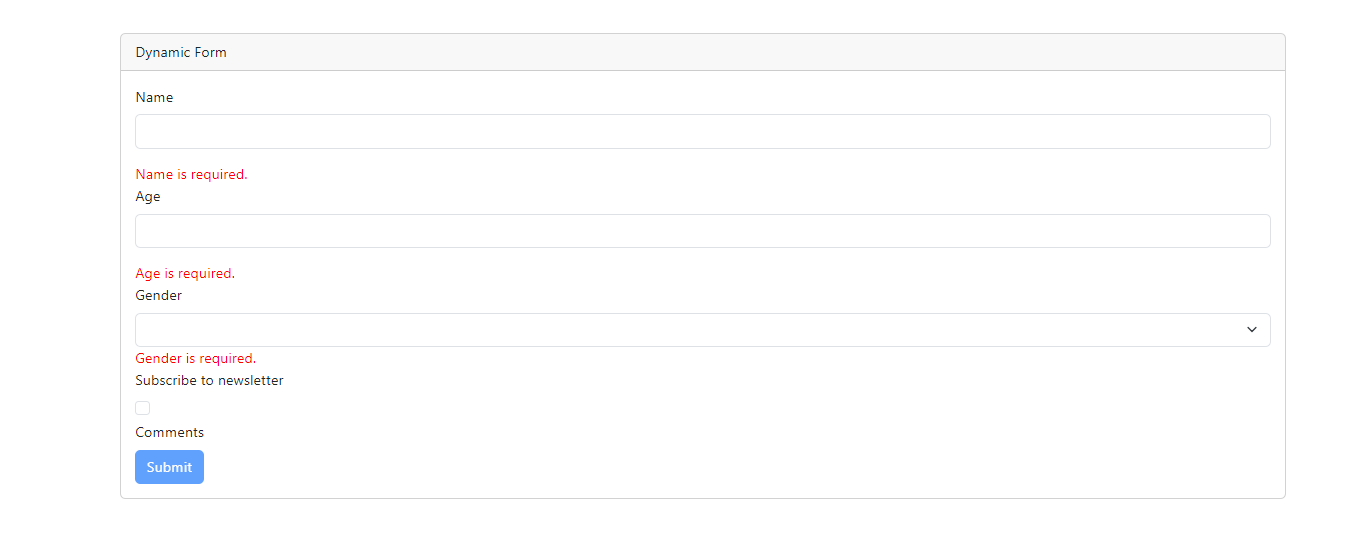 Dynamic Form
Name
Name is required.
Age
Age is required.
Gender
Gender is required.
Subscribe to newsletter
Comments
Submit